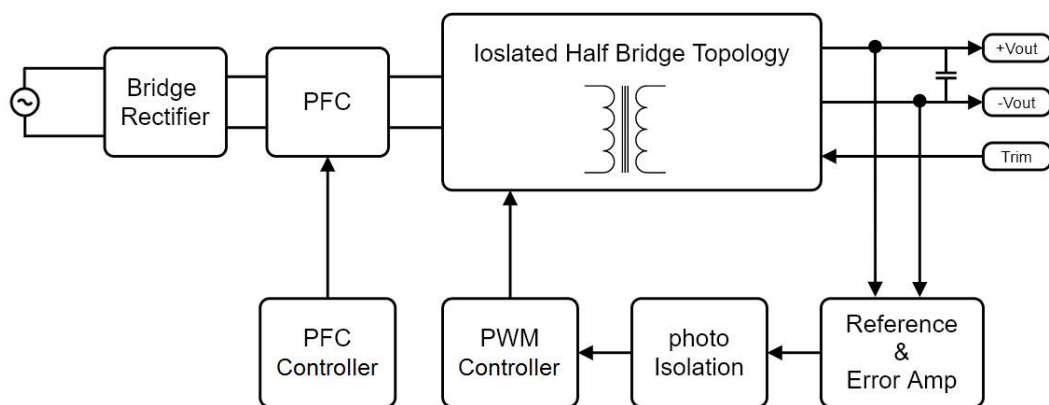 Ioslated Half Bridge Topology
Bridge
Rectifier
PFC
+Vout
-Vout
Trim
PFC
Controller
PWM
Controller
photo
Isolation
Reference
&
Error Amp